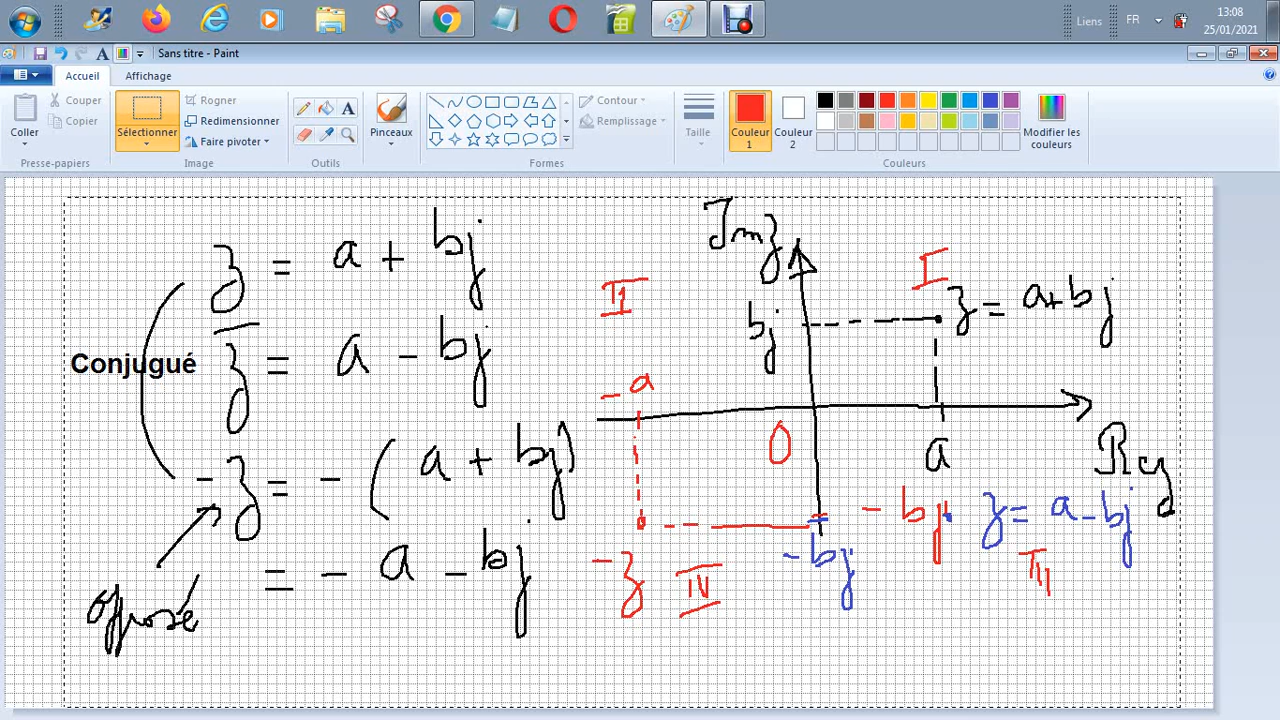 Liens
FR
13:08
25/01/2021
Sans titre - Paint
Accueil
Affichage
Coller
Couper
Copier
Presse-papiers
Sélectionner
Rogner
Redimensionner
Faire pivoter
Image
A
Outils
Pinceaux
Contour
Remplissage
Formes
Taille
Couleur 1
Couleur 2
Modifier les couleurs
Couleurs
z = a + bj
Conjugué
z̄ = a - bj
- z = - (a + bj)
= - a - bj
opposé
Imz
II
I
bj
z = a+bj
-a
O
a
Rez
-bj
z = a-bj
-bj
-z
IV
III